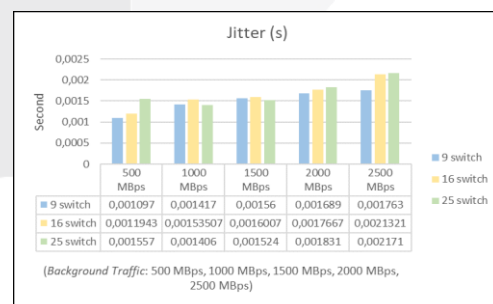 Jitter (s)
0,0025
0,002
0,0015
0,001
0,0005
0
Second
500 MBps 1000 MBps 1500 MBps 2000 MBps 2500 MBps
9 switch 0,001097 0,001417 0,00156 0,001689 0,001763
16 switch 0,0011943 0,00153507 0,0016007 0,0017667 0,0021321
25 switch 0,001557 0,001406 0,001524 0,001831 0,002171
9 switch
16 switch
25 switch
(Background Traffic: 500 MBps, 1000 MBps, 1500 MBps, 2000 MBps,
2500 MBps)